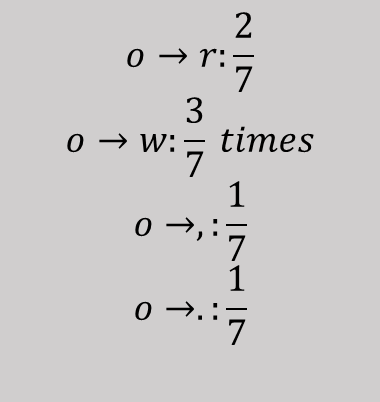 o → r: 2/7
o → w: 3/7 times
o →, : 1/7
o →. : 1/7